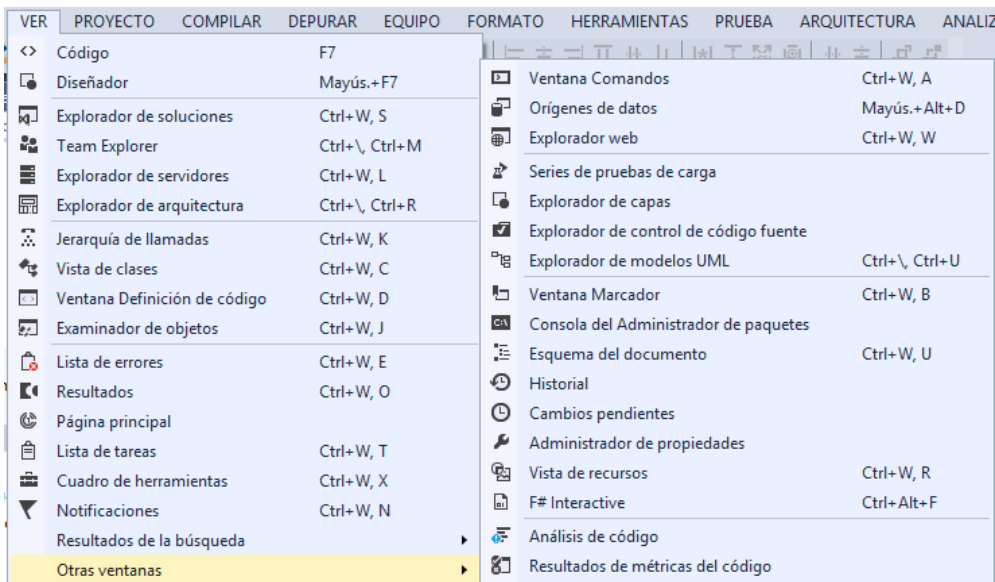 VER PROYECTO COMPILAR DEPURAR EQUIPO FORMATO HERRAMIENTAS PRUEBA ARQUITECTURA ANALIZ
Código F7
Diseñador Mayús.+F7
Explorador de soluciones Ctrl+W, S
Team Explorer Ctrl+\, Ctrl+M
Explorador de servidores Ctrl+W, L
Explorador de arquitectura Ctrl+\, Ctrl+R
Jerarquía de llamadas Ctrl+W, K
Vista de clases Ctrl+W, C
Ventana Definición de código Ctrl+W, D
Examinador de objetos Ctrl+W, J
Lista de errores Ctrl+W, E
Resultados Ctrl+W, O
Página principal
Lista de tareas Ctrl+W, T
Cuadro de herramientas Ctrl+W, X
Notificaciones Ctrl+W, N
Resultados de la búsqueda
Otras ventanas
Ventana Comandos Ctrl+W, A
Orígenes de datos Mayús.+Alt+D
Explorador web Ctrl+W, W
Series de pruebas de carga
Explorador de capas
Explorador de control de código fuente
Explorador de modelos UML Ctrl+\, Ctrl+U
Ventana Marcador Ctrl+W, B
Consola del Administrador de paquetes
Esquema del documento Ctrl+W, U
Historial
Cambios pendientes
Administrador de propiedades
Vista de recursos Ctrl+W, R
F# Interactive Ctrl+Alt+F
Análisis de código
Resultados de métricas del código